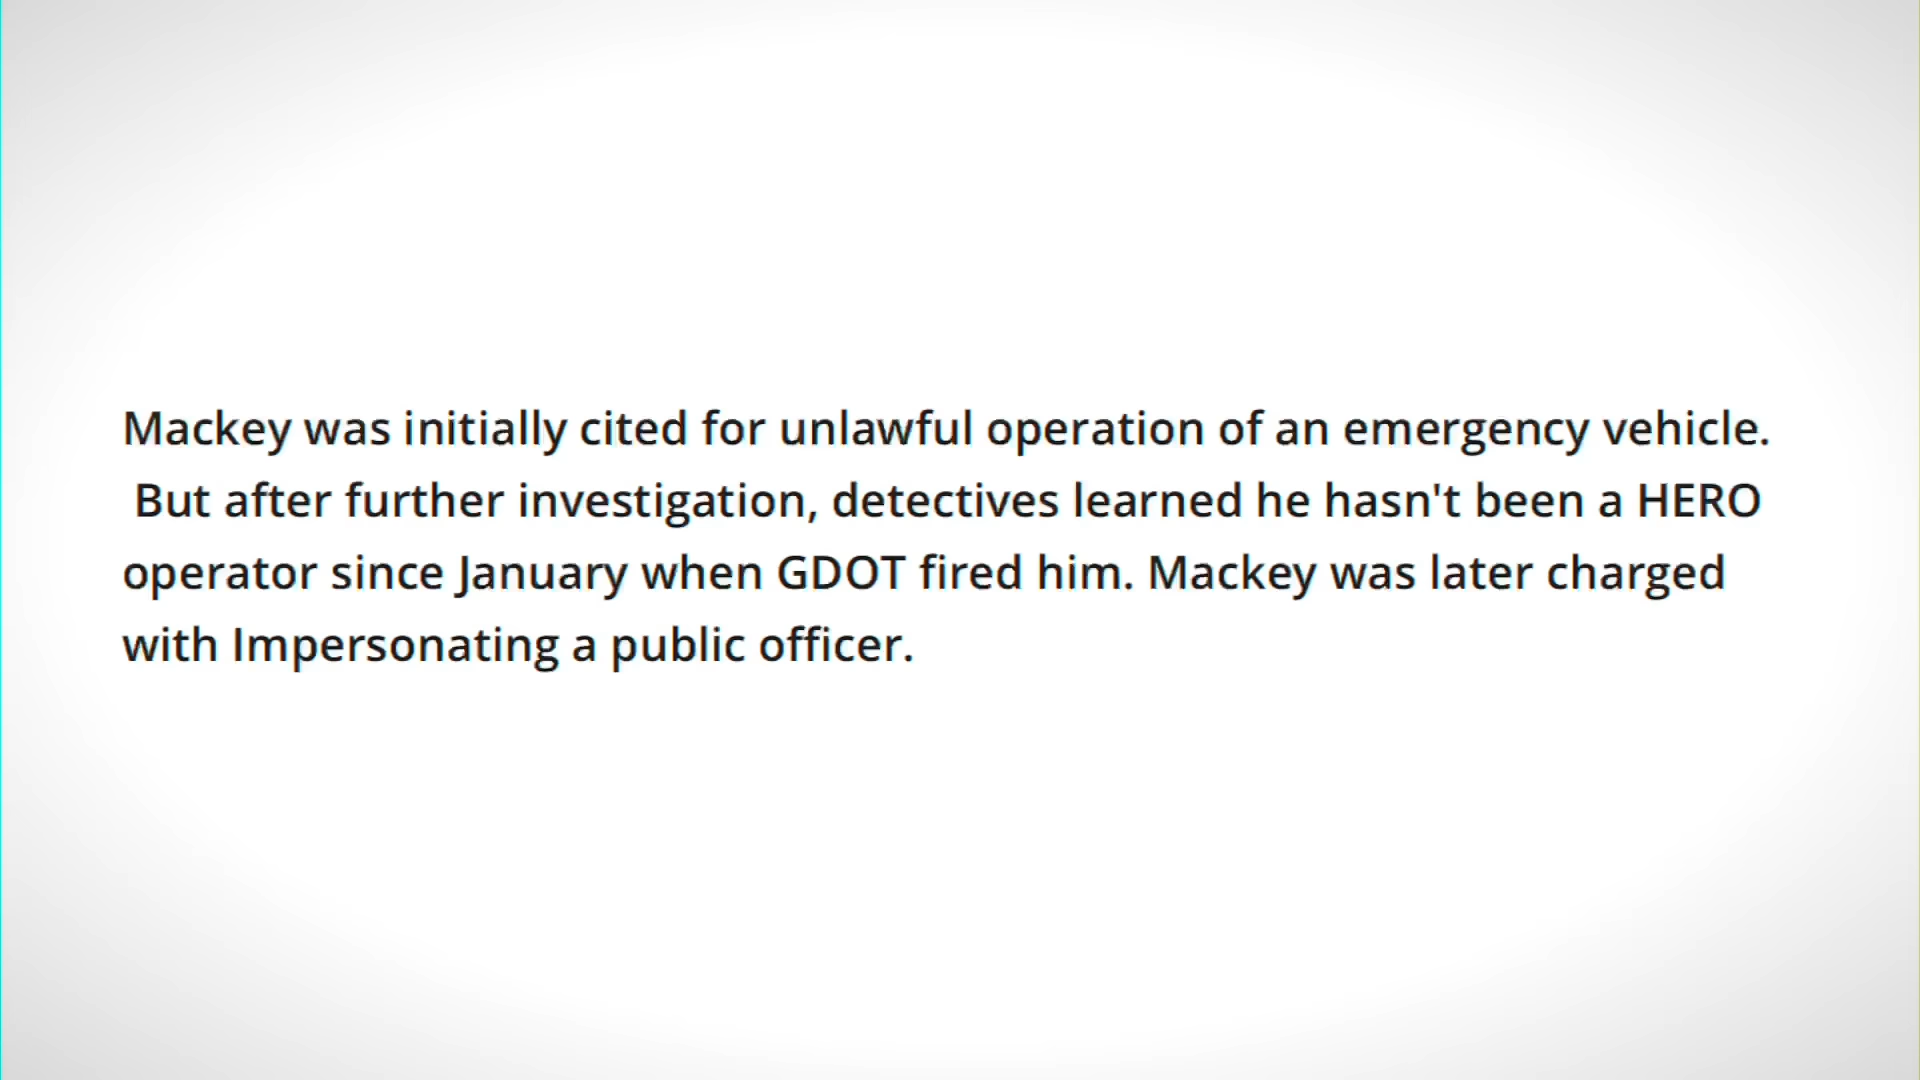 Mackey was initially cited for unlawful operation of an emergency vehicle.
But after further investigation, detectives learned he hasn't been a HERO
operator since January when GDOT fired him. Mackey was later charged
with Impersonating a public officer.